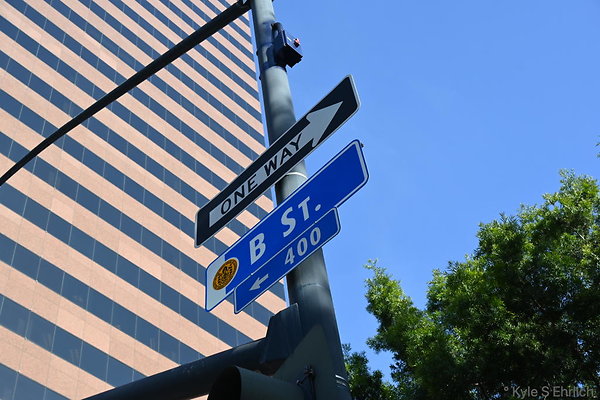 ONE WAY
B ST.
400
Kyle S Ehrlich